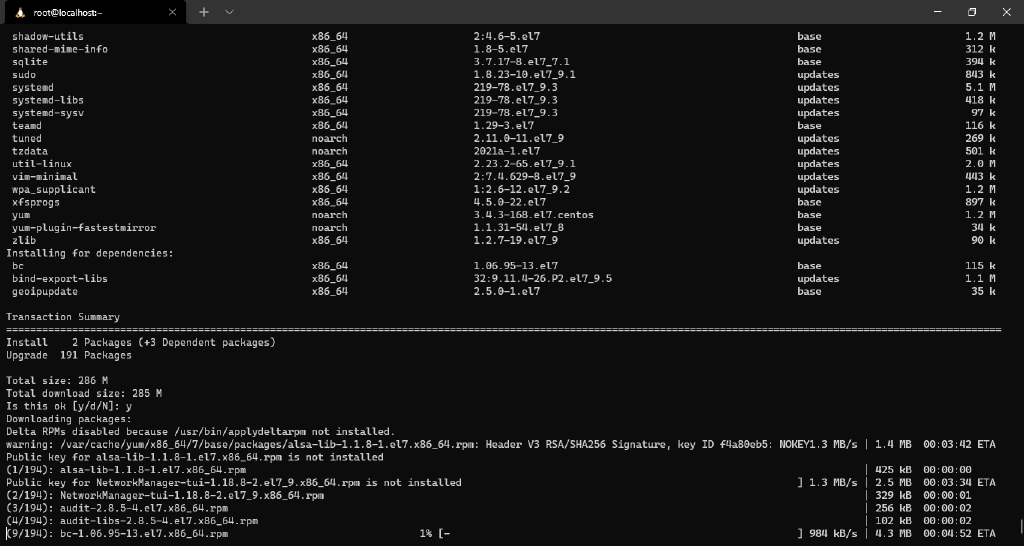 root@localhost:~
shadow-utils x86_64 2:4.6-5.el7 base 1.2 M
shared-mime-info x86_64 1.8-5.el7 base 312 k
sqlite x86_64 3.7.17-8.el7_7.1 base 394 k
sudo x86_64 1.8.23-10.el7_9.1 updates 843 k
systemd x86_64 219-78.el7_9.3 updates 5.1 M
systemd-libs x86_64 219-78.el7_9.3 updates 418 k
systemd-sysv x86_64 219-78.el7_9.3 updates 97 k
teamd x86_64 1.29-3.el7 base 116 k
tuned noarch 2.11.0-11.el7_9 updates 269 k
tzdata noarch 2021a-1.el7 updates 501 k
util-linux x86_64 2.23.2-65.el7_9.1 updates 2.0 M
vim-minimal x86_64 2:7.4.629-8.el7_9 updates 443 k
wpa_supplicant x86_64 1:2.6-12.el7_9.2 updates 1.2 M
xfsprogs x86_64 4.5.0-22.el7 base 897 k
yum noarch 3.4.3-168.el7.centos base 1.2 M
yum-plugin-fastestmirror noarch 1.1.31-54.el7_8 base 34 k
zlib x86_64 1.2.7-19.el7_9 updates 90 k
Installing for dependencies:
bc x86_64 1.06.95-13.el7 base 115 k
bind-export-libs x86_64 32:9.11.4-26.P2.el7_9.5 updates 1.1 M
geoipupdate x86_64 2.5.0-1.el7 base 35 k
Transaction Summary
================================================================================
Install 2 Packages (+3 Dependent packages)
Upgrade 191 Packages
Total size: 286 M
Total download size: 285 M
Is this ok [y/d/N]: y
Downloading packages:
Delta RPMs disabled because /usr/bin/applydeltarpm not installed.
warning: /var/cache/yum/x86_64/7/base/packages/alsa-lib-1.1.8-1.el7.x86_64.rpm: Header V3 RSA/SHA256 Signature, key ID f4a80eb5: NOKEY1.3 MB/s | 1.4 MB 00:03:42 ETA
Public key for alsa-lib-1.1.8-1.el7.x86_64.rpm is not installed
(1/194): alsa-lib-1.1.8-1.el7.x86_64.rpm | 425 kB 00:00:00
Public key for NetworkManager-tui-1.18.8-2.el7_9.x86_64.rpm is not installed ] 1.3 MB/s | 2.5 MB 00:03:34 ETA
(2/194): NetworkManager-tui-1.18.8-2.el7_9.x86_64.rpm | 329 kB 00:00:01
(3/194): audit-2.8.5-4.el7.x86_64.rpm | 256 kB 00:00:02
(4/194): audit-libs-2.8.5-4.el7.x86_64.rpm | 102 kB 00:00:02
(9/194): bc-1.06.95-13.el7.x86_64.rpm 1% [- ] 984 kB/s | 4.3 MB 00:04:52 ETA